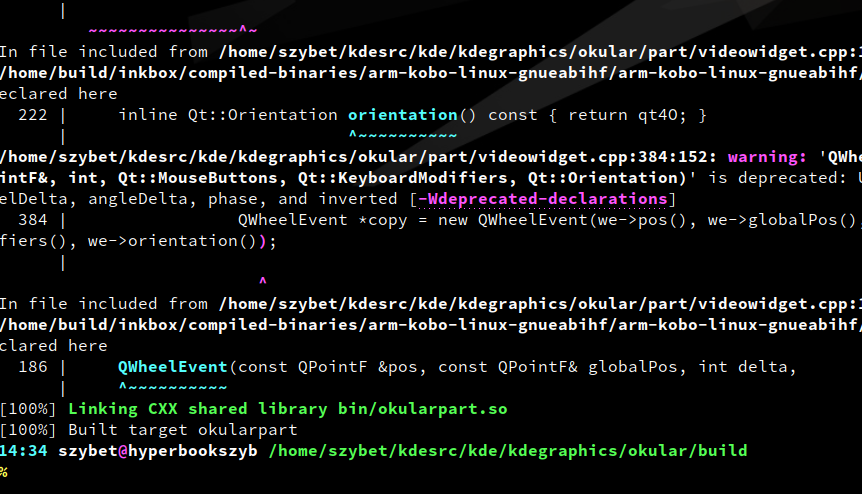 |
~~~~~~~~~~~~~~~^~
In file included from /home/szybet/kdesrc/kde/kdegraphics/okular/part/videowidget.cpp:1
/home/build/inkbox/compiled-binaries/arm-kobo-linux-gnueabihf/arm-kobo-linux-gnueabihf/
eclared here
222 | inline Qt::Orientation orientation() const { return qt4O; }
| ^~~~~~~~~~~
/home/szybet/kdesrc/kde/kdegraphics/okular/part/videowidget.cpp:384:152: warning: 'QWhe
intF&, int, Qt::MouseButtons, Qt::KeyboardModifiers, Qt::Orientation)' is deprecated: U
elDelta, angleDelta, phase, and inverted [-Wdeprecated-declarations]
384 | QWheelEvent *copy = new QWheelEvent(we->pos(), we->globalPos(),
fiers(), we->orientation());
|
^
In file included from /home/szybet/kdesrc/kde/kdegraphics/okular/part/videowidget.cpp:1
/home/build/inkbox/compiled-binaries/arm-kobo-linux-gnueabihf/arm-kobo-linux-gnueabihf/
clared here
186 | QWheelEvent(const QPointF &pos, const QPointF& globalPos, int delta,
| ^~~~~~~~~~~
[100%] Linking CXX shared library bin/okularpart.so
[100%] Built target okularpart
14:34 szybet@hyperbookszyb /home/szybet/kdesrc/kde/kdegraphics/okular/build
%